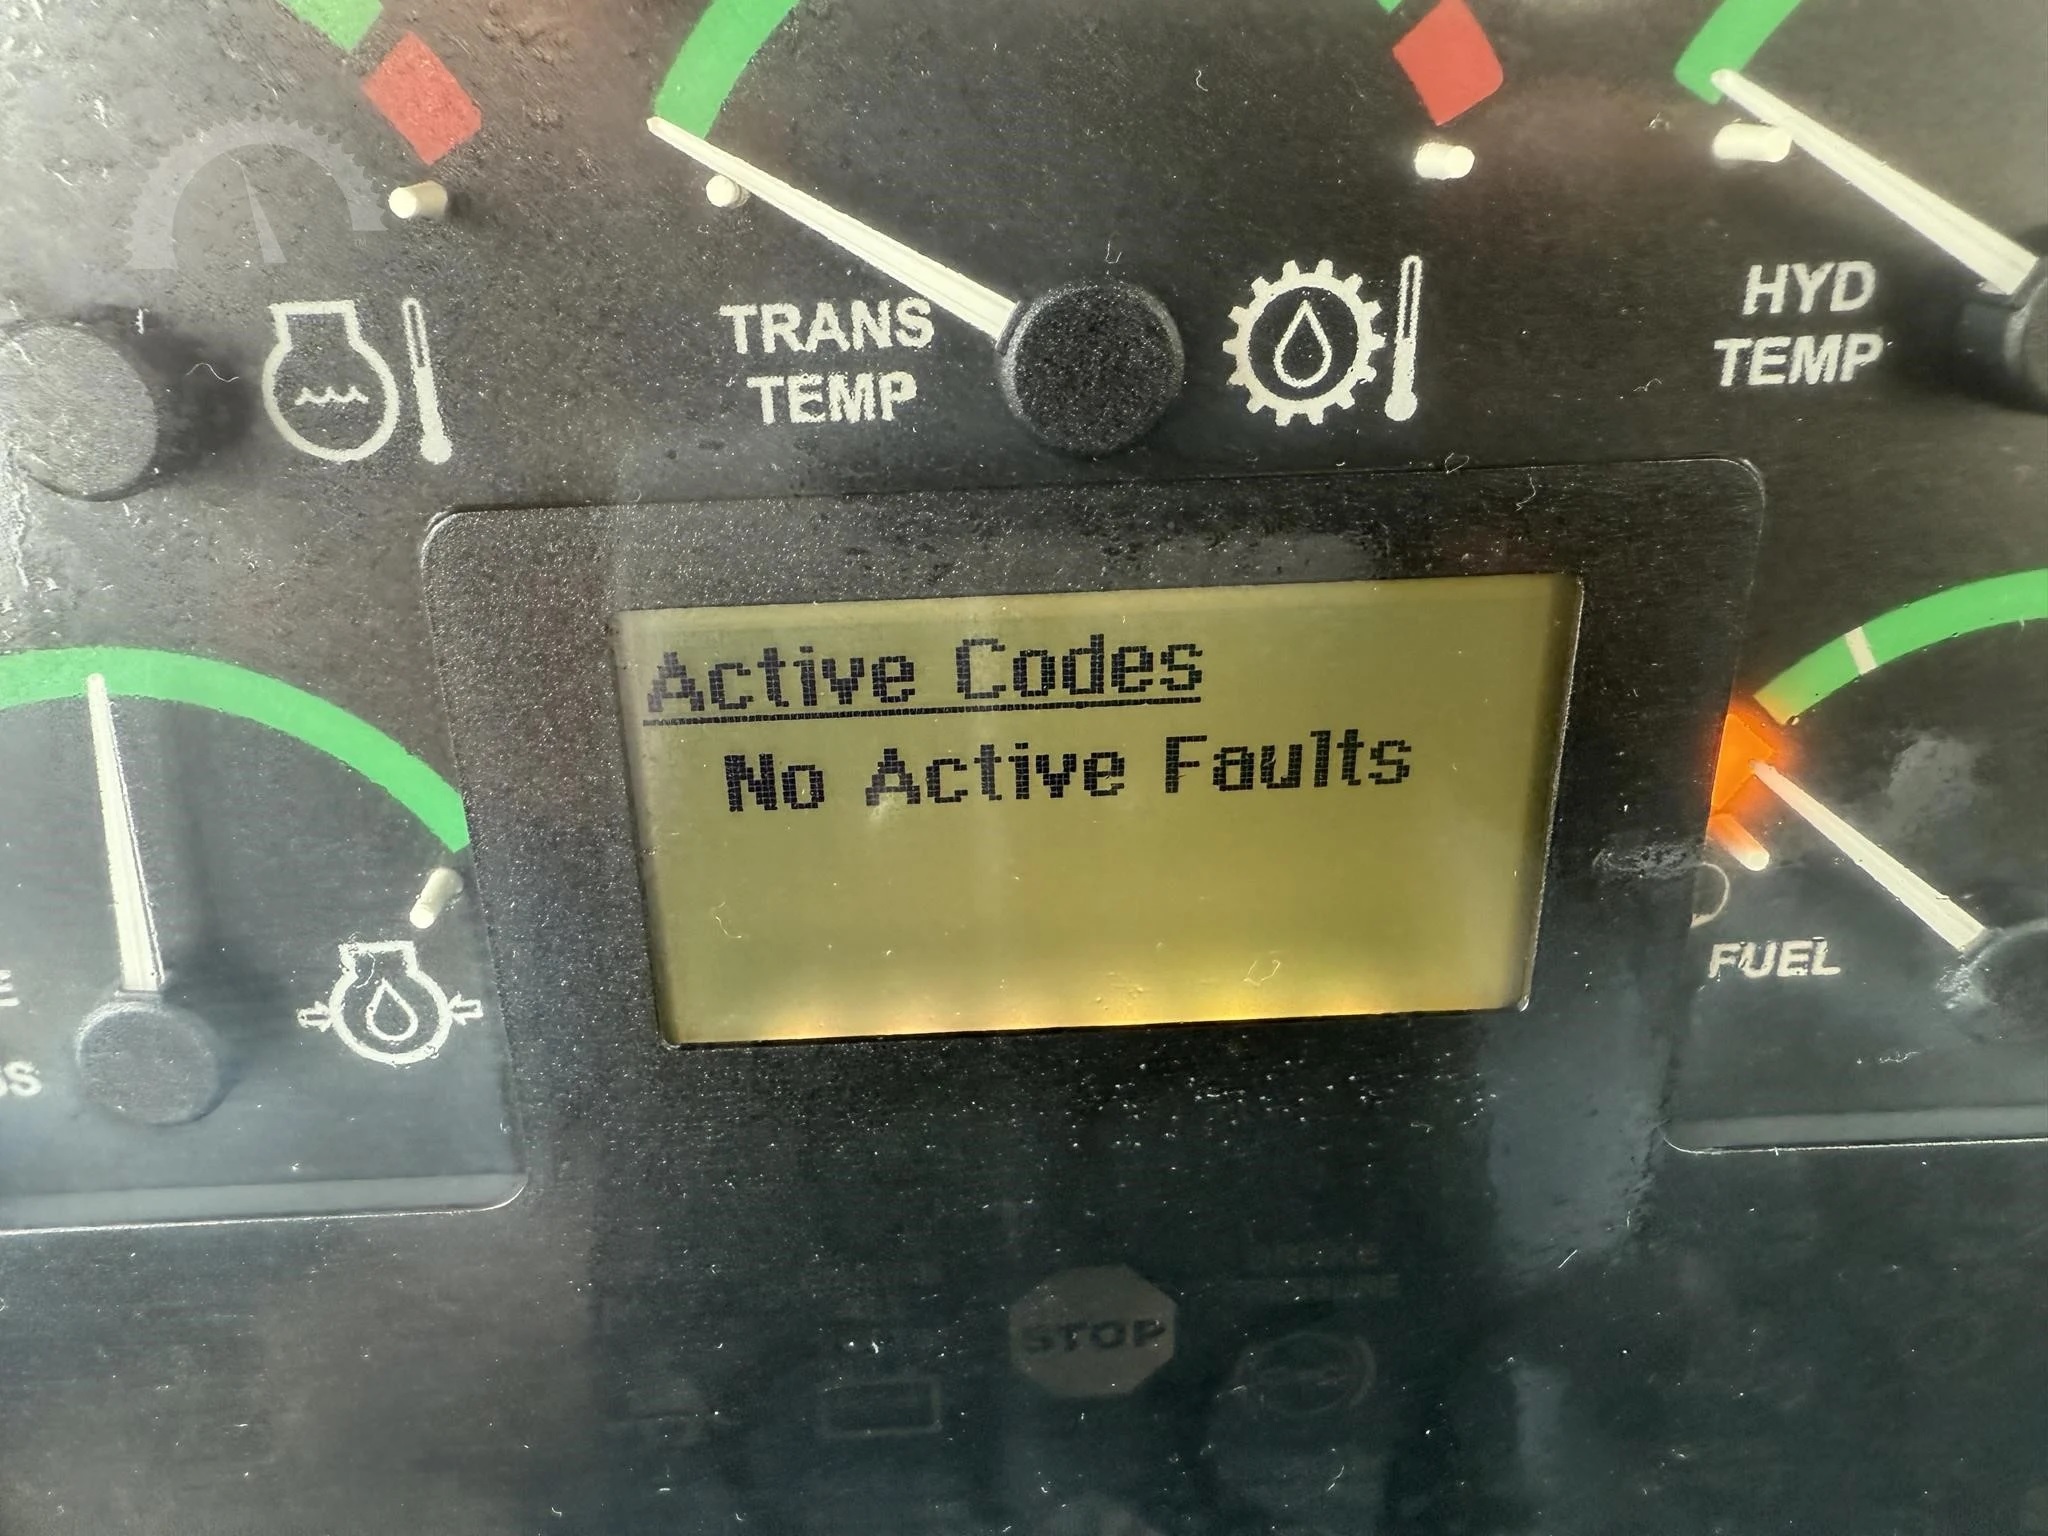 TRANS
TEMP
HYD
TEMP
Active Codes
No Active Faults
FUEL
STOP